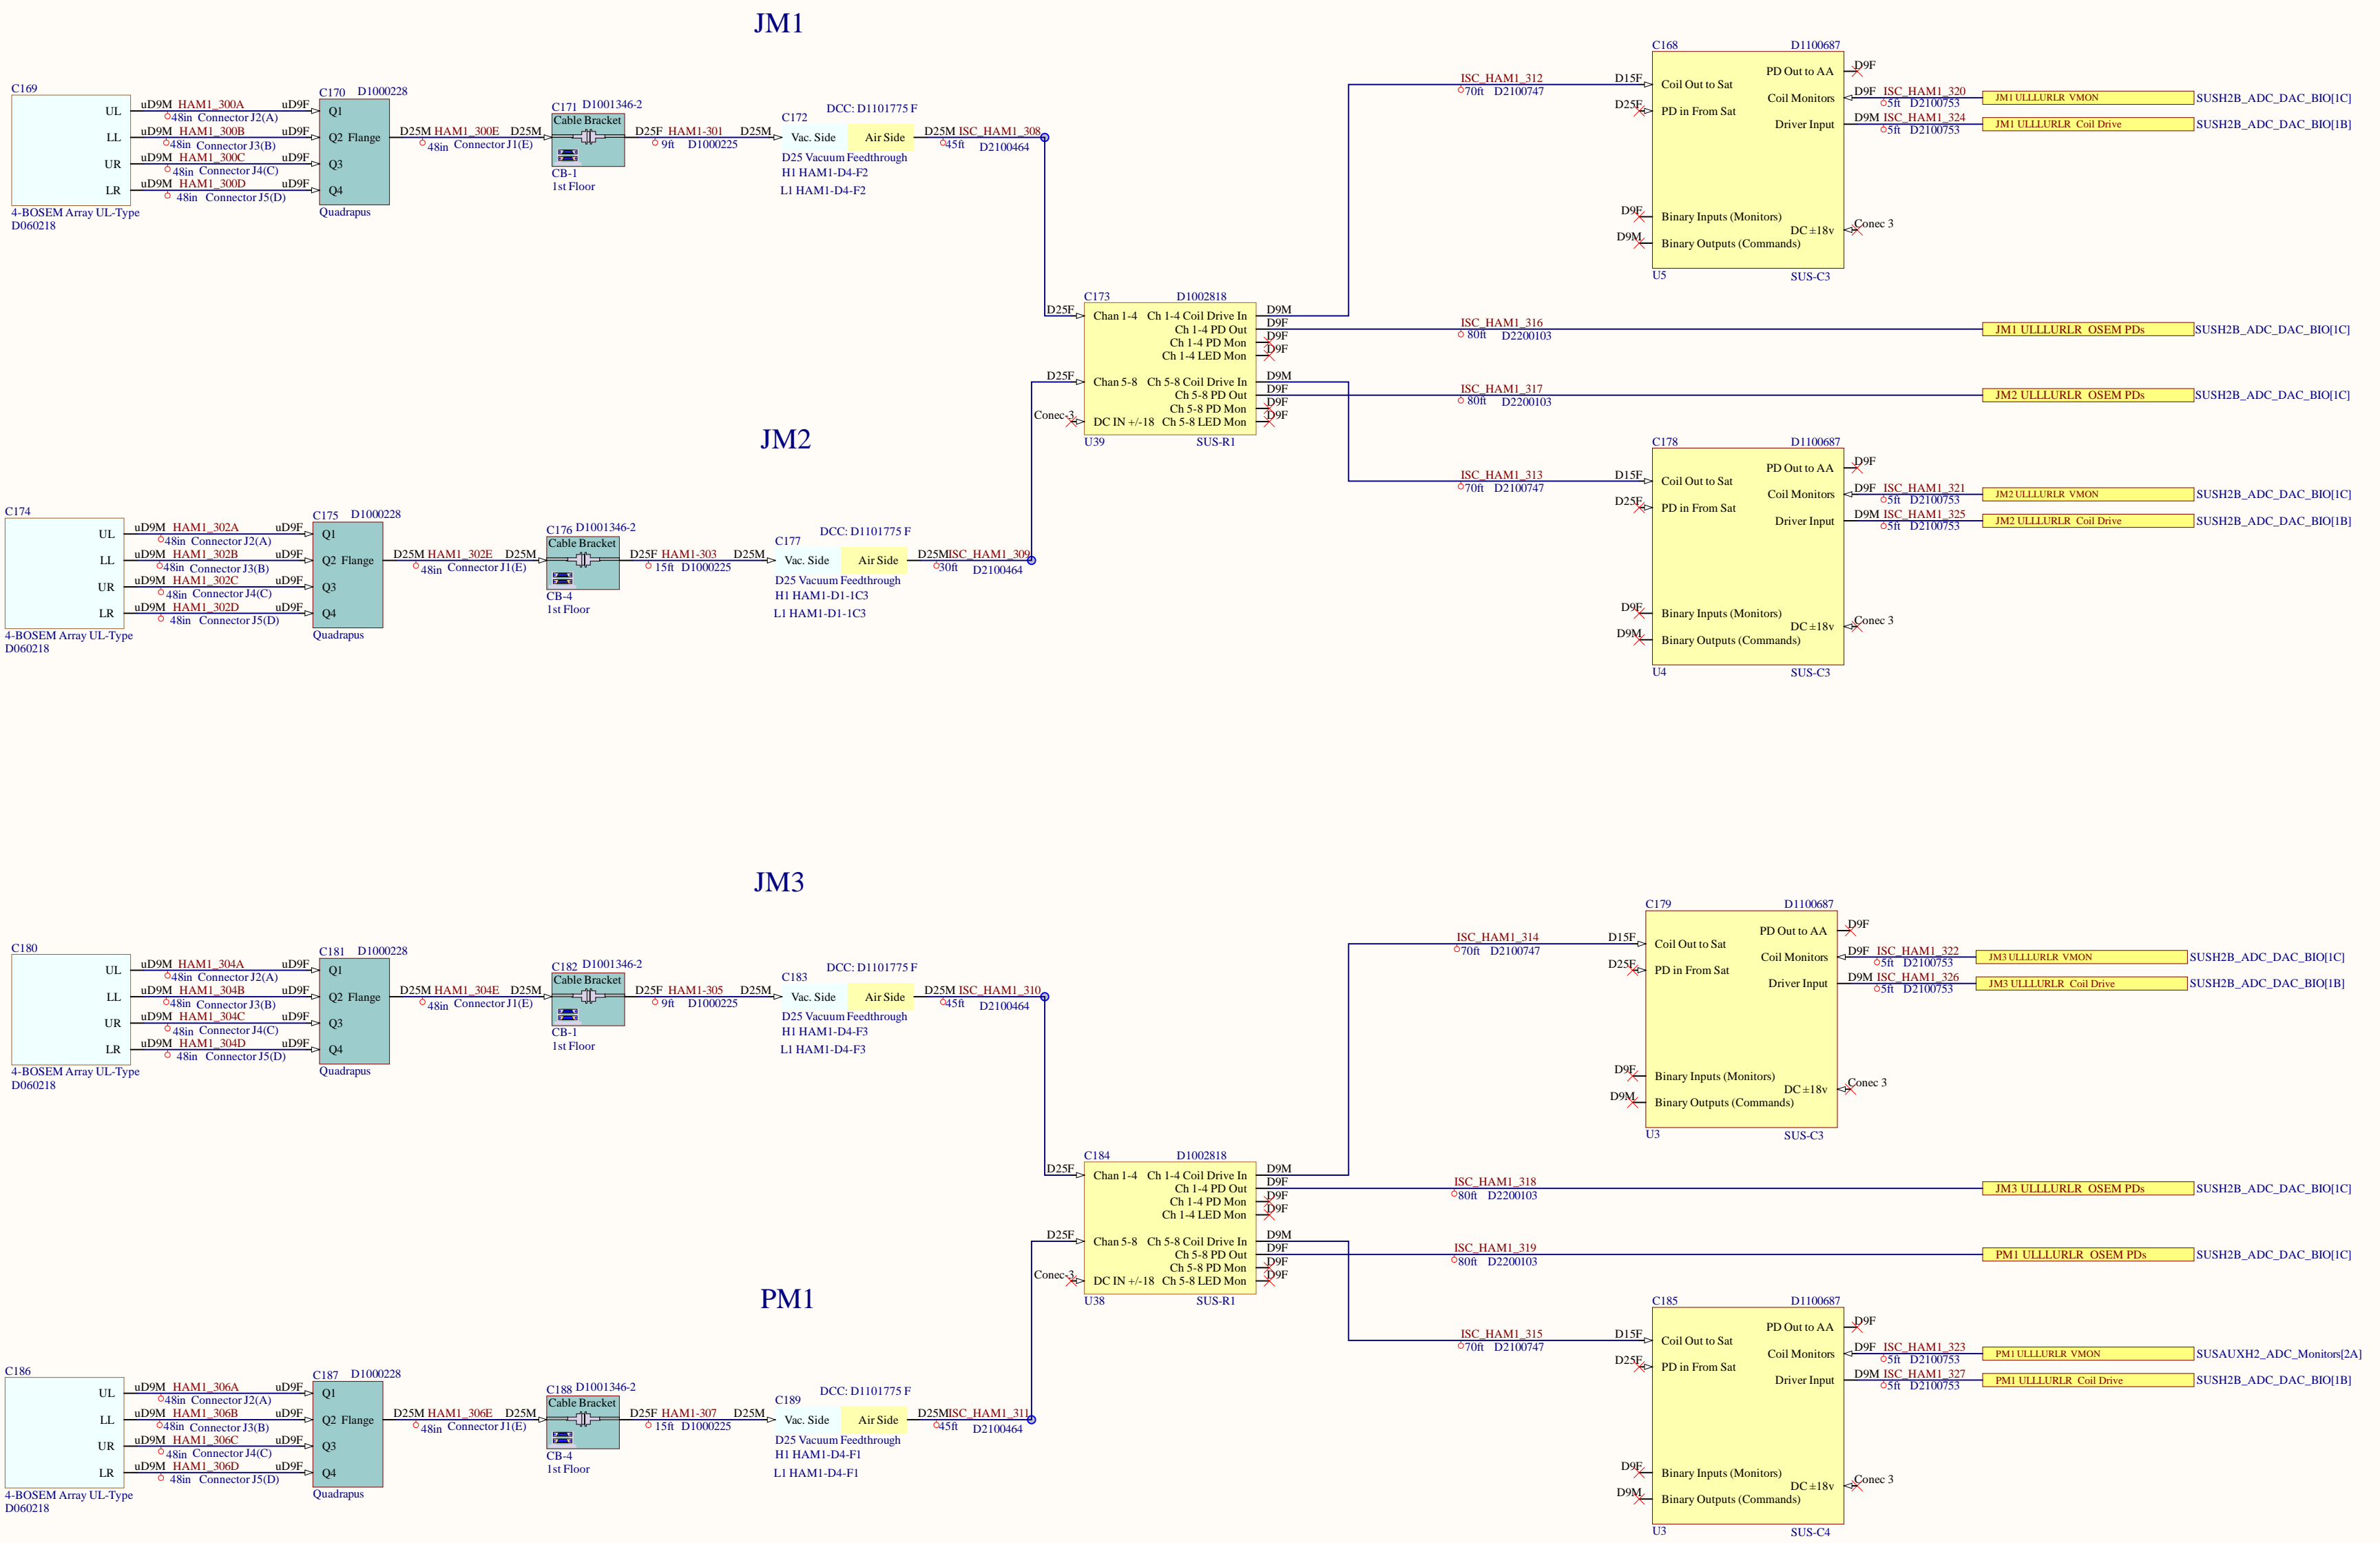 JM1
C169
UL
LL
UR
LR
4-BOSEM Array UL-Type
D060218
uD9M HAM1_300A uD9F
48in Connector J2(A)
uD9M HAM1_300B uD9F
48in Connector J3(B)
uD9M HAM1_300C uD9F
48in Connector J4(C)
uD9M HAM1_300D uD9F
48in Connector J5(D)
C170 D1000228
Q1
Q2 Flange
Q3
Q4
Quadrapus
D25M HAM1_300E D25M
48in Connector J1(E)
C171 D1001346-2
Cable Bracket
CB-1
1st Floor
D25F HAM1-301 D25M
9ft D1000225
DCC: D1101775 F
C172
Vac. Side Air Side
D25 Vacuum Feedthrough
H1 HAM1-D4-F2
L1 HAM1-D4-F2
D25M ISC_HAM1_308
45ft D2100464
C173 D1002818
D25F Chan 1-4 Ch 1-4 Coil Drive In D9M
Ch 1-4 PD Out D9F
Ch 1-4 PD Mon D9F
Ch 1-4 LED Mon D9F
D25F Chan 5-8 Ch 5-8 Coil Drive In D9M
Ch 5-8 PD Out D9F
Ch 5-8 PD Mon D9F
Conec-3 DC IN +/-18 Ch 5-8 LED Mon D9F
U39 SUS-R1
ISC_HAM1_312
70ft D2100747
C168 D1100687
D15F Coil Out to Sat
D25F PD in From Sat
PD Out to AA D9F
Coil Monitors D9F ISC_HAM1_320
5ft D2100753
JM1 ULLLURLR VMON SUSH2B_ADC_DAC_BIO[1C]
Driver Input D9M ISC_HAM1_324
5ft D2100753
JM1 ULLLURLR Coil Drive SUSH2B_ADC_DAC_BIO[1B]
D9F Binary Inputs (Monitors)
DC ±18v Conec 3
D9M Binary Outputs (Commands)
U5 SUS-C3
ISC_HAM1_316
80ft D2200103
JM1 ULLLURLR OSEM PDs SUSH2B_ADC_DAC_BIO[1C]
ISC_HAM1_317
80ft D2200103
JM2 ULLLURLR OSEM PDs SUSH2B_ADC_DAC_BIO[1C]
JM2
C174
UL
LL
UR
LR
4-BOSEM Array UL-Type
D060218
uD9M HAM1_302A uD9F
48in Connector J2(A)
uD9M HAM1_302B uD9F
48in Connector J3(B)
uD9M HAM1_302C uD9F
48in Connector J4(C)
uD9M HAM1_302D uD9F
48in Connector J5(D)
C175 D1000228
Q1
Q2 Flange
Q3
Q4
Quadrapus
D25M HAM1_302E D25M
48in Connector J1(E)
C176 D1001346-2
Cable Bracket
CB-4
1st Floor
D25F HAM1-303 D25M
15ft D1000225
DCC: D1101775 F
C177
Vac. Side Air Side
D25 Vacuum Feedthrough
H1 HAM1-D1-1C3
L1 HAM1-D1-1C3
D25M ISC_HAM1_309
30ft D2100464
ISC_HAM1_313
70ft D2100747
C178 D1100687
D15F Coil Out to Sat
D25F PD in From Sat
PD Out to AA D9F
Coil Monitors D9F ISC_HAM1_321
5ft D2100753
JM2 ULLLURLR VMON SUSH2B_ADC_DAC_BIO[1C]
Driver Input D9M ISC_HAM1_325
5ft D2100753
JM2 ULLLURLR Coil Drive SUSH2B_ADC_DAC_BIO[1B]
D9F Binary Inputs (Monitors)
DC ±18v Conec 3
D9M Binary Outputs (Commands)
U4 SUS-C3
JM3
C180
UL
LL
UR
LR
4-BOSEM Array UL-Type
D060218
uD9M HAM1_304A uD9F
48in Connector J2(A)
uD9M HAM1_304B uD9F
48in Connector J3(B)
uD9M HAM1_304C uD9F
48in Connector J4(C)
uD9M HAM1_304D uD9F
48in Connector J5(D)
C181 D1000228
Q1
Q2 Flange
Q3
Q4
Quadrapus
D25M HAM1_304E D25M
48in Connector J1(E)
C182 D1001346-2
Cable Bracket
CB-1
1st Floor
D25F HAM1-305 D25M
9ft D1000225
DCC: D1101775 F
C183
Vac. Side Air Side
D25 Vacuum Feedthrough
H1 HAM1-D4-F3
L1 HAM1-D4-F3
D25M ISC_HAM1_310
45ft D2100464
C184 D1002818
D25F Chan 1-4 Ch 1-4 Coil Drive In D9M
Ch 1-4 PD Out D9F
Ch 1-4 PD Mon D9F
Ch 1-4 LED Mon D9F
D25F Chan 5-8 Ch 5-8 Coil Drive In D9M
Ch 5-8 PD Out D9F
Ch 5-8 PD Mon D9F
Conec-3 DC IN +/-18 Ch 5-8 LED Mon D9F
U38 SUS-R1
ISC_HAM1_314
70ft D2100747
C179 D1100687
D15F Coil Out to Sat
D25F PD in From Sat
PD Out to AA D9F
Coil Monitors D9F ISC_HAM1_322
5ft D2100753
JM3 ULLLURLR VMON SUSH2B_ADC_DAC_BIO[1C]
Driver Input D9M ISC_HAM1_326
5ft D2100753
JM3 ULLLURLR Coil Drive SUSH2B_ADC_DAC_BIO[1B]
D9F Binary Inputs (Monitors)
DC ±18v Conec 3
D9M Binary Outputs (Commands)
U3 SUS-C3
ISC_HAM1_318
80ft D2200103
JM3 ULLLURLR OSEM PDs SUSH2B_ADC_DAC_BIO[1C]
ISC_HAM1_319
80ft D2200103
PM1 ULLLURLR OSEM PDs SUSH2B_ADC_DAC_BIO[1C]
PM1
C186
UL
LL
UR
LR
4-BOSEM Array UL-Type
D060218
uD9M HAM1_306A uD9F
48in Connector J2(A)
uD9M HAM1_306B uD9F
48in Connector J3(B)
uD9M HAM1_306C uD9F
48in Connector J4(C)
uD9M HAM1_306D uD9F
48in Connector J5(D)
C187 D1000228
Q1
Q2 Flange
Q3
Q4
Quadrapus
D25M HAM1_306E D25M
48in Connector J1(E)
C188 D1001346-2
Cable Bracket
CB-4
1st Floor
D25F HAM1-307 D25M
15ft D1000225
DCC: D1101775 F
C189
Vac. Side Air Side
D25 Vacuum Feedthrough
H1 HAM1-D4-F1
L1 HAM1-D4-F1
D25M ISC_HAM1_311
45ft D2100464
ISC_HAM1_315
70ft D2100747
C185 D1100687
D15F Coil Out to Sat
D25F PD in From Sat
PD Out to AA D9F
Coil Monitors D9F ISC_HAM1_323
5ft D2100753
PM1 ULLLURLR VMON SUSAUXH2_ADC_Monitors[2A]
Driver Input D9M ISC_HAM1_327
5ft D2100753
PM1 ULLLURLR Coil Drive SUSH2B_ADC_DAC_BIO[1B]
D9F Binary Inputs (Monitors)
DC ±18v Conec 3
D9M Binary Outputs (Commands)
U3 SUS-C4